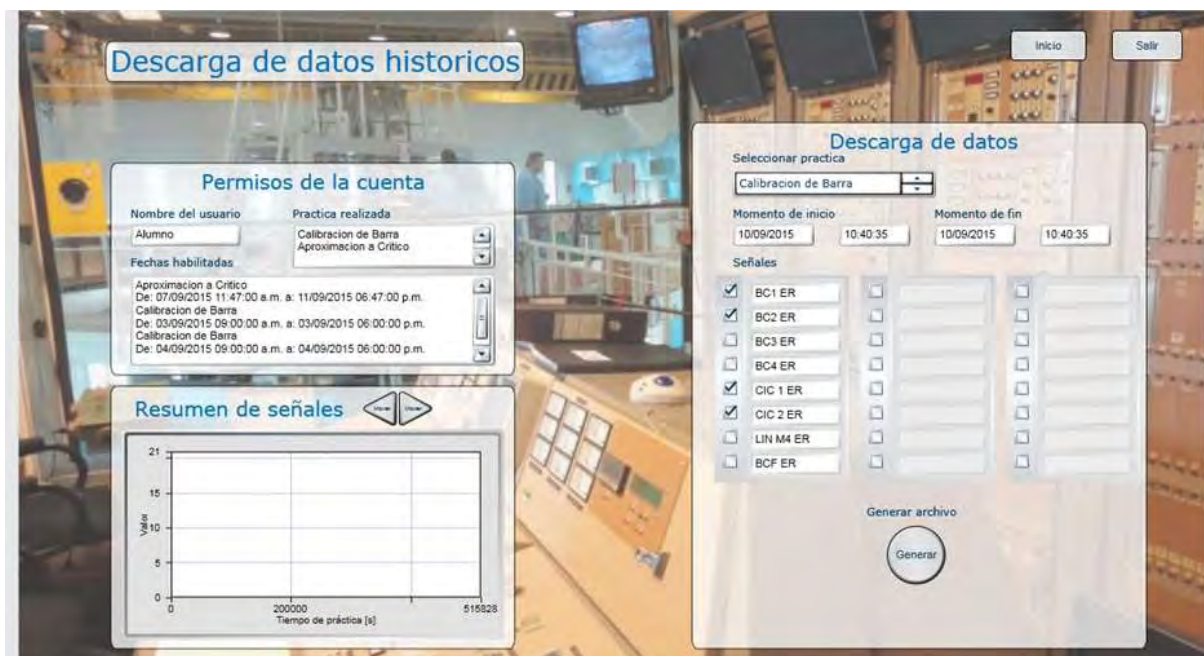 Descarga de datos historicos
Inicio
Salir
Permisos de la cuenta
Nombre del usuario
Practica realizada
Alumno
Calibracion de Barra
Aproximacion a Critico
Fechas habilitadas
Aproximacion a Critico
De: 07/09/2015 11:47:00 a.m. a: 11/09/2015 06:47:00 p.m.
Calibracion de Barra
De: 03/09/2015 09:00:00 a.m. a: 03/09/2015 06:00:00 p.m.
Calibracion de Barra
De: 04/09/2015 09:00:00 a.m. a: 04/09/2015 06:00:00 p.m.
Resumen de señales
21
15
10
5
0
Valor
0
200000
515828
Tiempo de práctica [s]
Descarga de datos
Seleccionar practica
Calibracion de Barra
Momento de inicio
Momento de fin
10/09/2015
10:40:35
10/09/2015
10:40:35
Señales
BC1 ER
BC2 ER
BC3 ER
BC4 ER
CIC 1 ER
CIC 2 ER
LIN M4 ER
BCF ER
Generar archivo
Generar